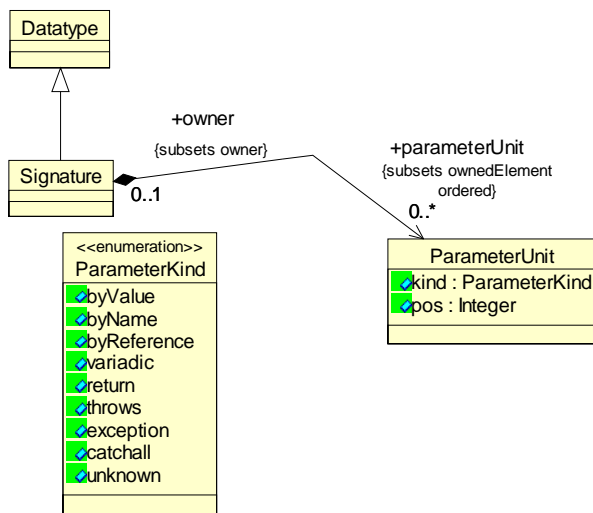 Datatype
+owner
{subsets owner}
+parameterUnit
{subsets ownedElement
ordered}
Signature
0..1
0..*
<<enumeration>>
ParameterKind
byValue
byName
byReference
variadic
return
throws
exception
catchall
unknown
ParameterUnit
kind : ParameterKind
pos : Integer